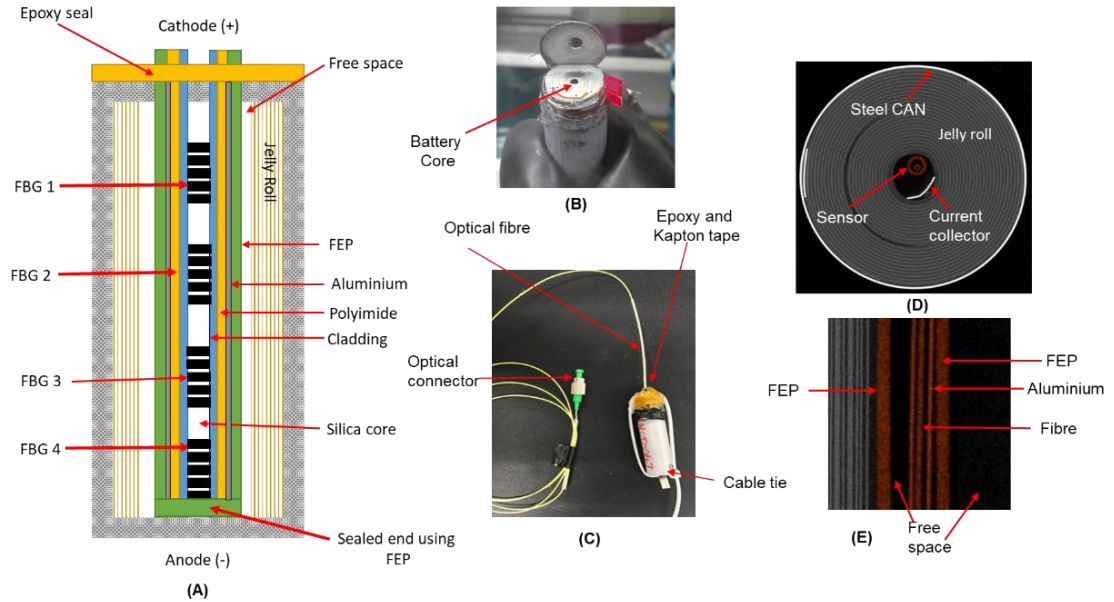 Epoxy seal
Cathode (+)
Free space
Jelly Roll
FBG 1
FBG 2
FEP
Aluminium
Polyimide
Cladding
FBG 3
Silica core
FBG 4
Sealed end using
FEP
Anode (-)
(A)
Battery
Core
(B)
Optical fibre
Epoxy and
Kapton tape
Optical
connector
Cable tie
(C)
Steel CAN
Jelly roll
Sensor
Current
collector
(D)
FEP
FEP
Aluminium
Fibre
Free
space
(E)